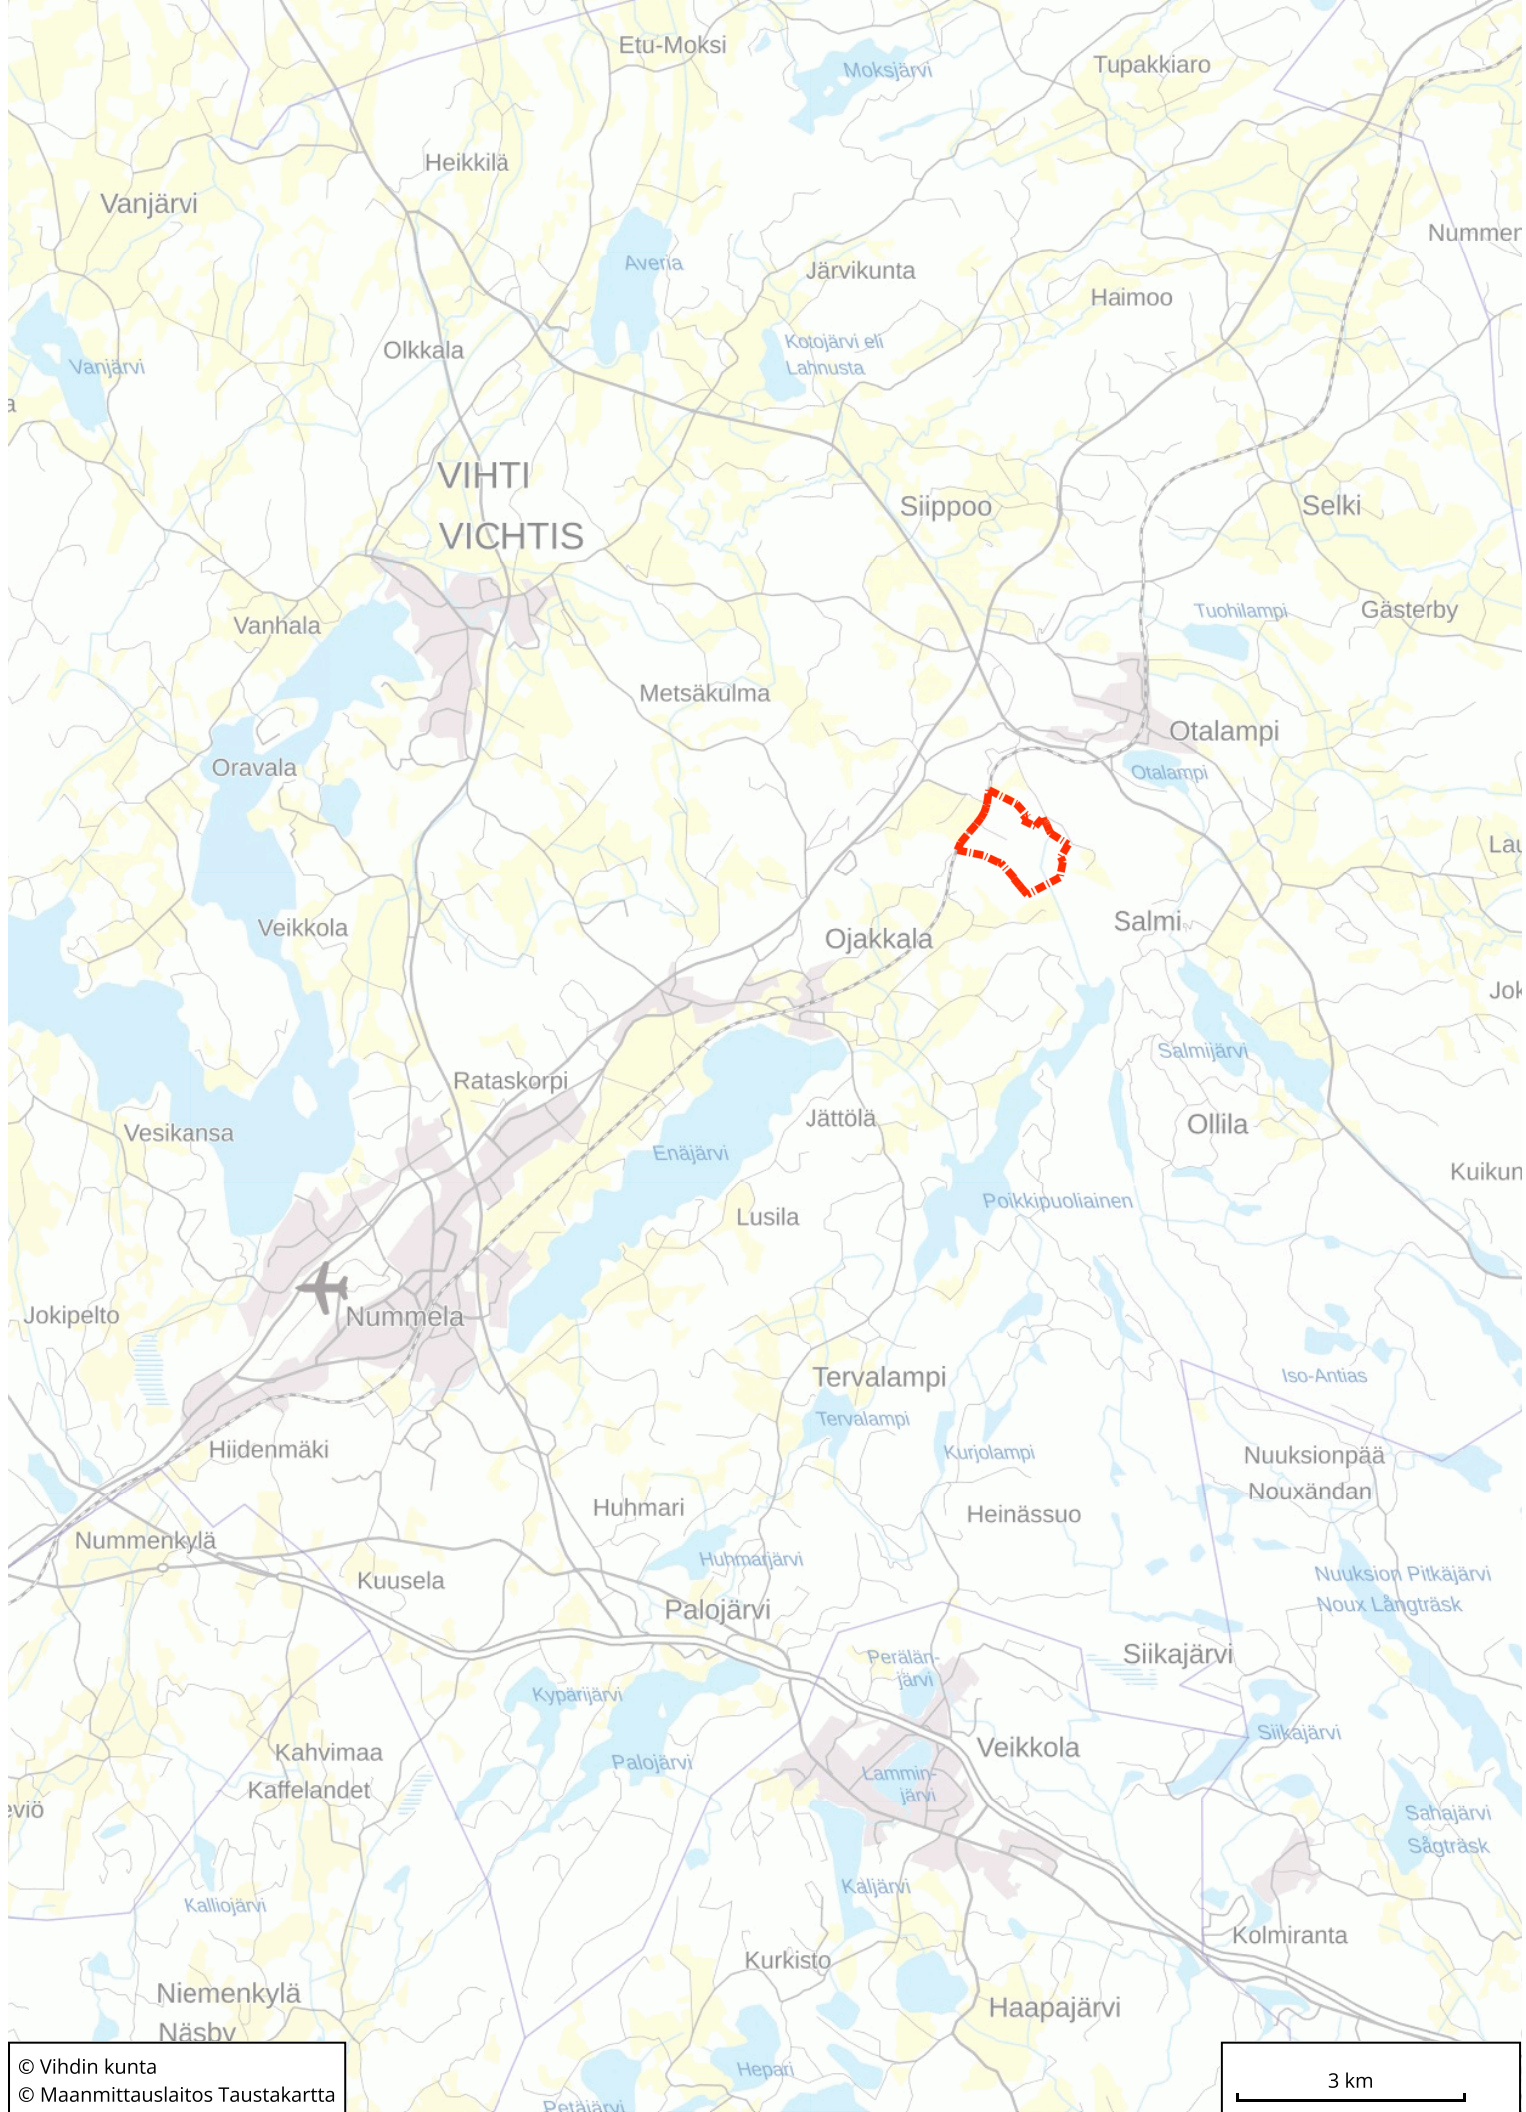 Etu-Moksi
Moksjärvi
Tupakkiaro
Heikkilä
Vanjärvi
Averia
Järvikunta
Haimoo
Olkkala
Kotojärvi eli
Lahnusta
Vanjärvi
VIHTI
VICHTIS
Siippoo
Selki
Vanhala
Tuohilampi
Gästerby
Metsäkulma
Otalampi
Oravala
Otalampi
Veikkola
Ojakkala
Salmi
Salmijärvi
Rataskorpi
Jättölä
Ollila
Vesikansa
Enäjärvi
Poikkipuoliainen
Lusila
Jokipelto
Nummela
Tervalampi
Iso-Antias
Tervalampi
Hiidenmäki
Kurjolampi
Nuuksionpää
Nouxändan
Huhmari
Heinässuo
Nummenkylä
Huhmarjärvi
Kuusela
Nuuksion Pitkäjärvi
Noux Långträsk
Palojärvi
Siikajärvi
Perälän-
järvi
Kypärijärvi
Siikajärvi
Kahvimaa
Kaffelandet
Palojärvi
Veikkola
Lammin-
järvi
Sahajärvi
Sågträsk
Kalliojärvi
Kaljärvi
Kolmiranta
Kurkisto
Niemenkylä
Näsby
Haapajärvi
Hepari
Petäjärvi
© Vihdin kunta
© Maanmittauslaitos Taustakartta
3 km